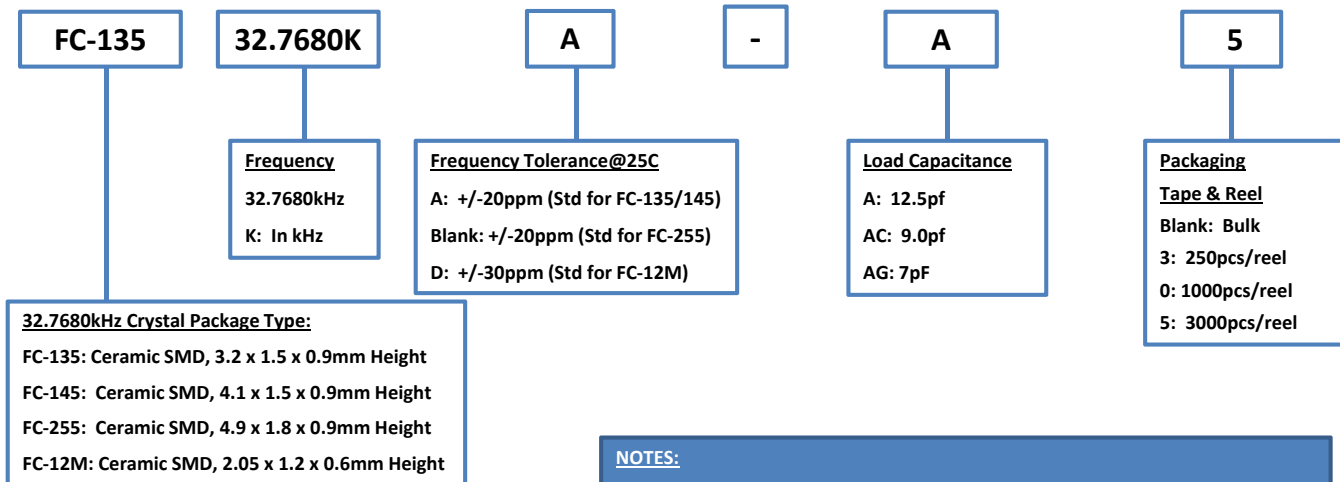 FC-135 32.7680K A - A 5
Frequency
32.7680kHz
K: In kHz
Frequency Tolerance@25C
A: +/-20ppm (Std for FC-135/145)
Blank: +/-20ppm (Std for FC-255)
D: +/-30ppm (Std for FC-12M)
Load Capacitance
A: 12.5pf
AC: 9.0pf
AG: 7pF
Packaging
Tape & Reel
Blank: Bulk
3: 250pcs/reel
0: 1000pcs/reel
5: 3000pcs/reel
32.7680kHz Crystal Package Type:
FC-135: Ceramic SMD, 3.2 x 1.5 x 0.9mm Height
FC-145: Ceramic SMD, 4.1 x 1.5 x 0.9mm Height
FC-255: Ceramic SMD, 4.9 x 1.8 x 0.9mm Height
FC-12M: Ceramic SMD, 2.05 x 1.2 x 0.6mm Height
NOTES: